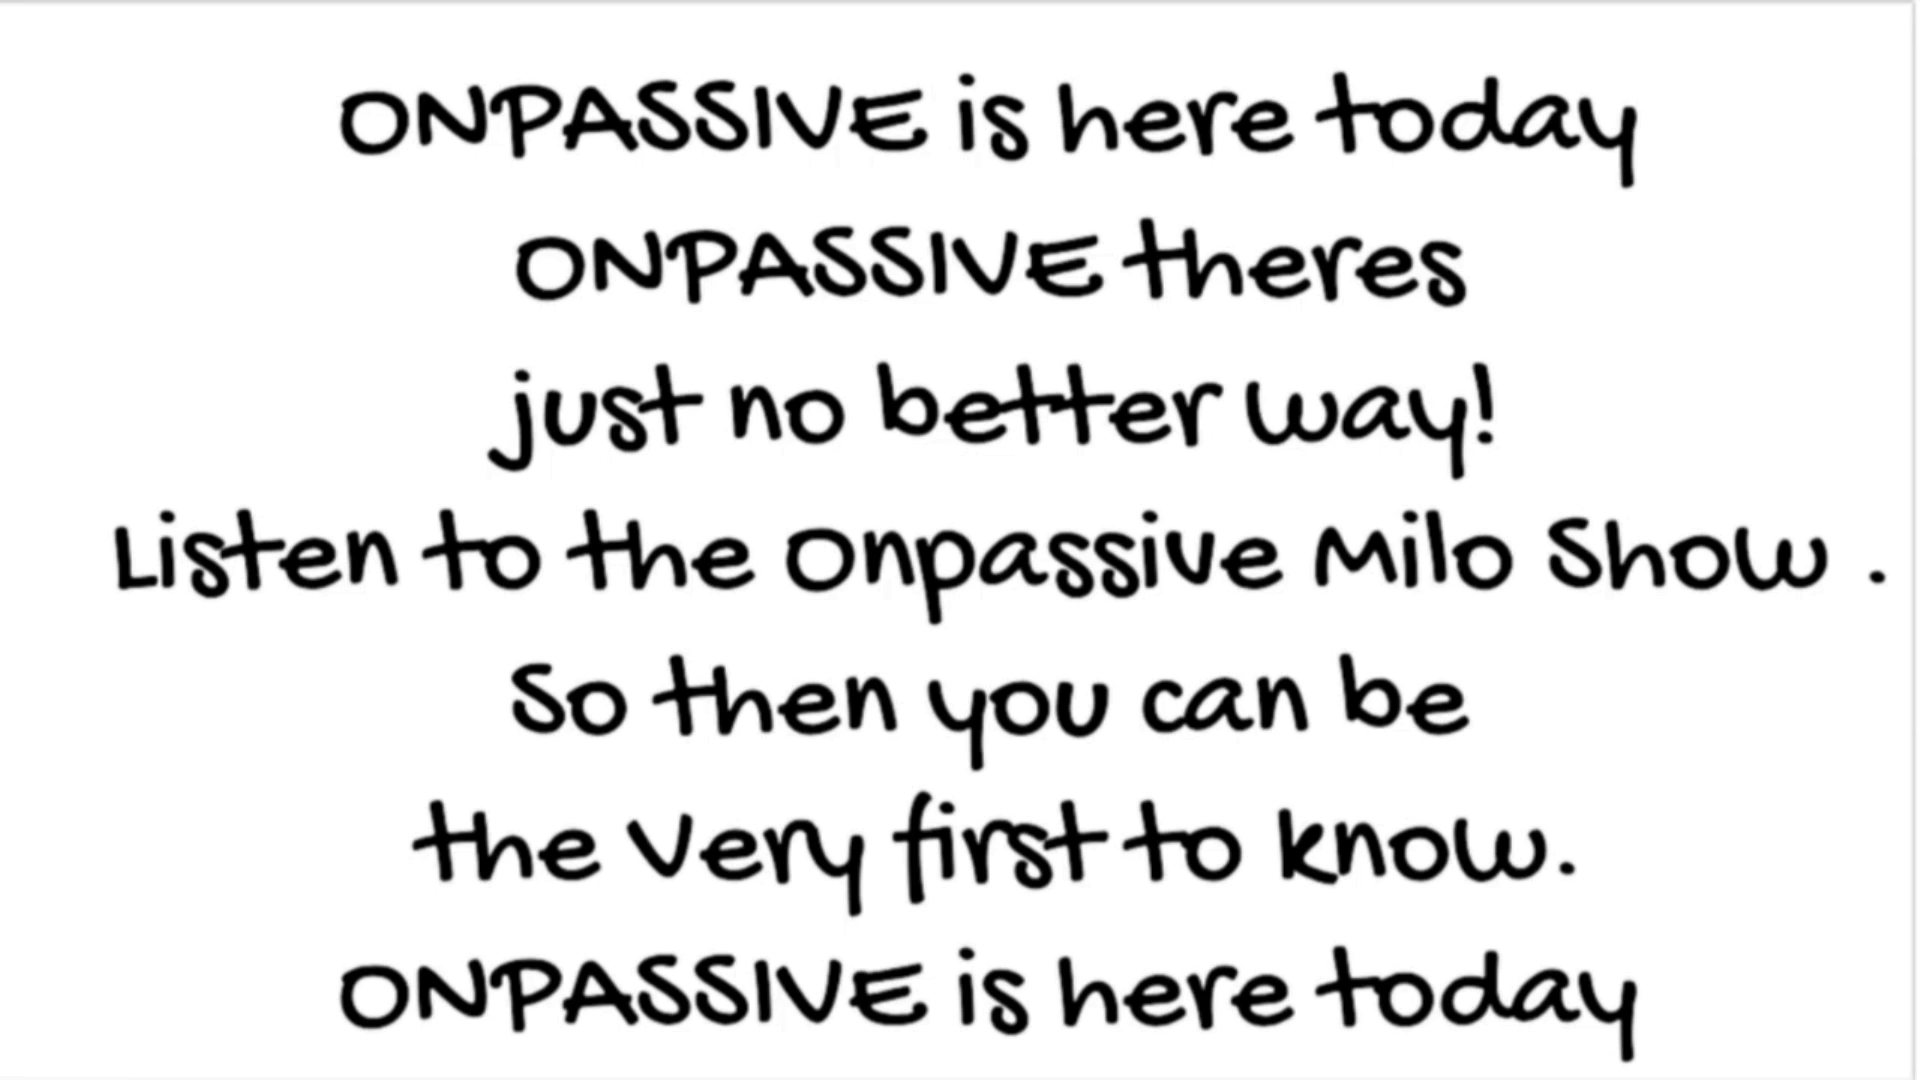 ONPASSIVE is here today
ONPASSIVE theres
just no better way!
Listen to the Onpassive Milo Show .
So then you can be
the very first to know.
ONPASSIVE is here today